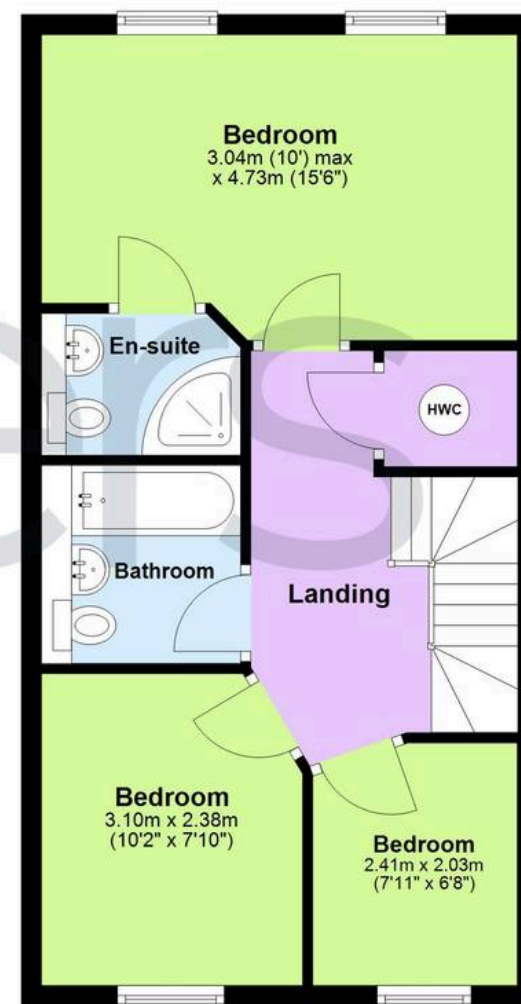 Bedroom
3.04m (10') max
x 4.73m (15'6")
En-suite
HWC
ers
Bathroom
Landing
Bedroom
3.10m x 2.38m
(10'2" x 7'10")
Bedroom
2.41m x 2.03m
(7'11" x 6'8")